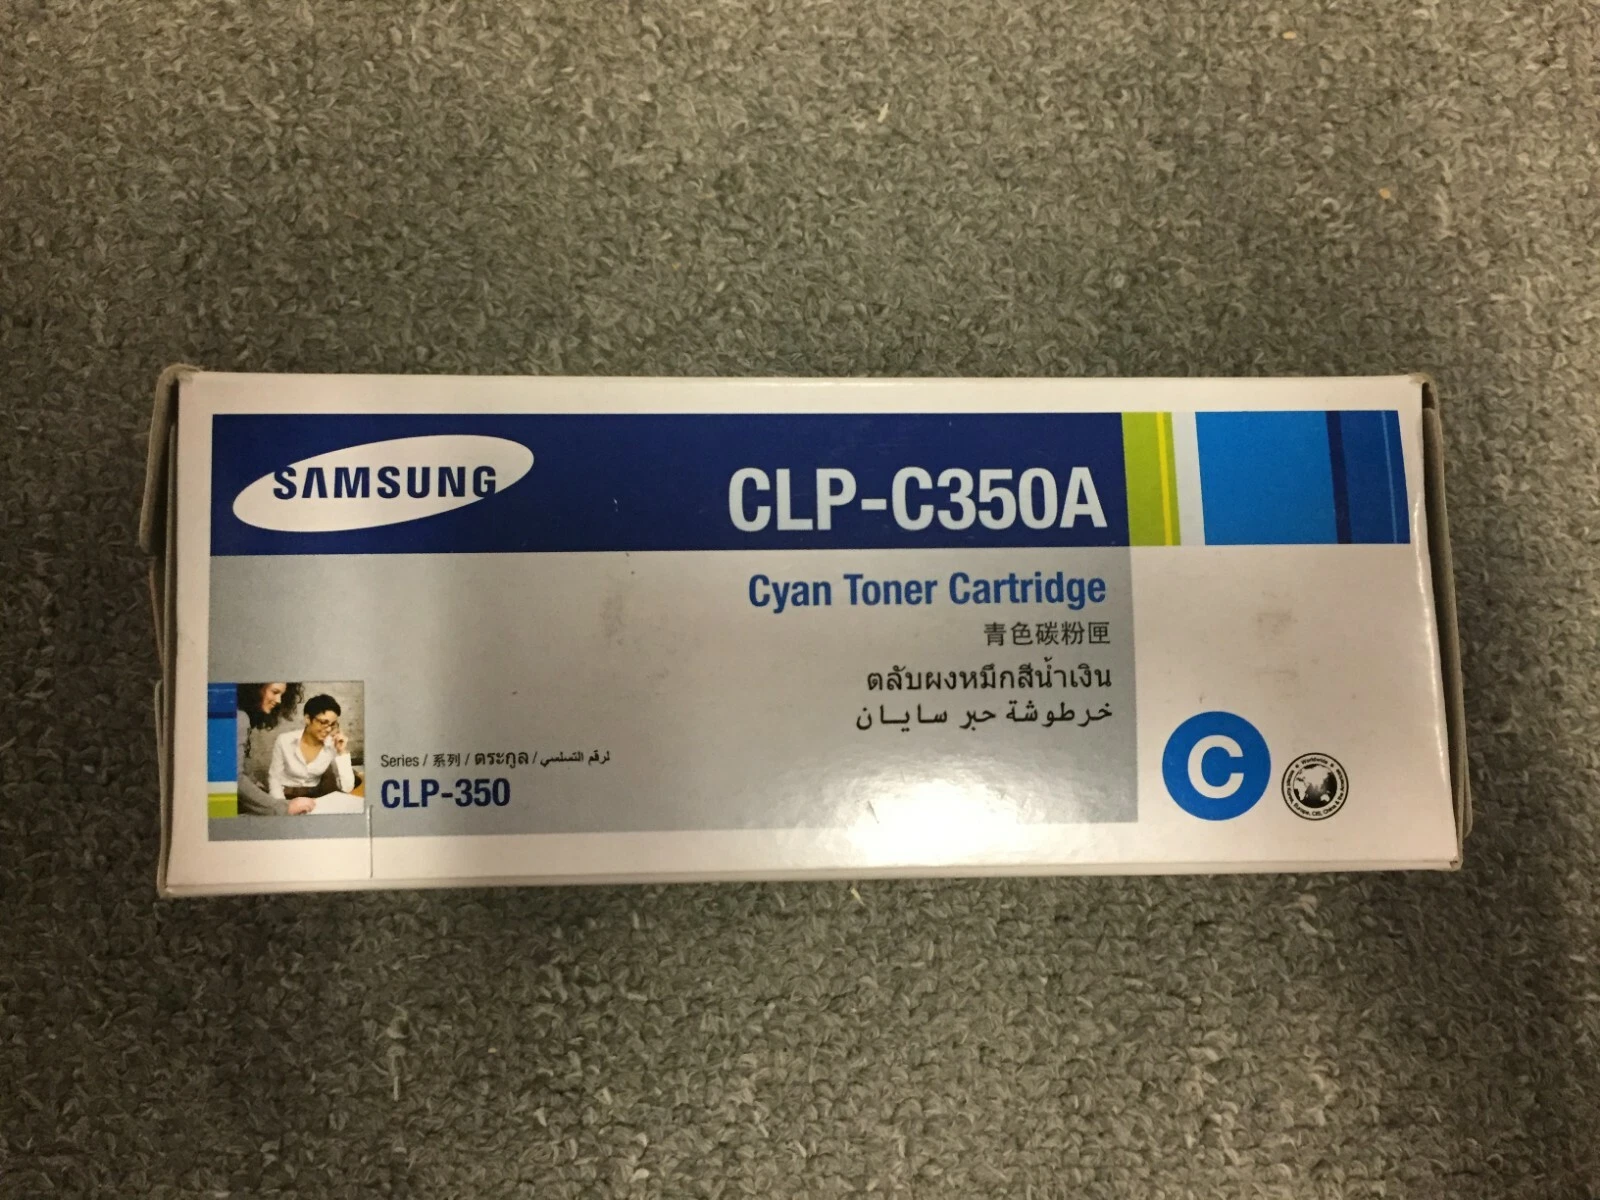 SAMSUNG
CLP-C350A
Cyan Toner Cartridge
青色碳粉匣
ตลับผงหมึกสีน้ำเงิน
خرطوشة حبر سايان
Series / 系列 / ตระกูล / لرقم التسلسي
CLP-350
C
Worldwide